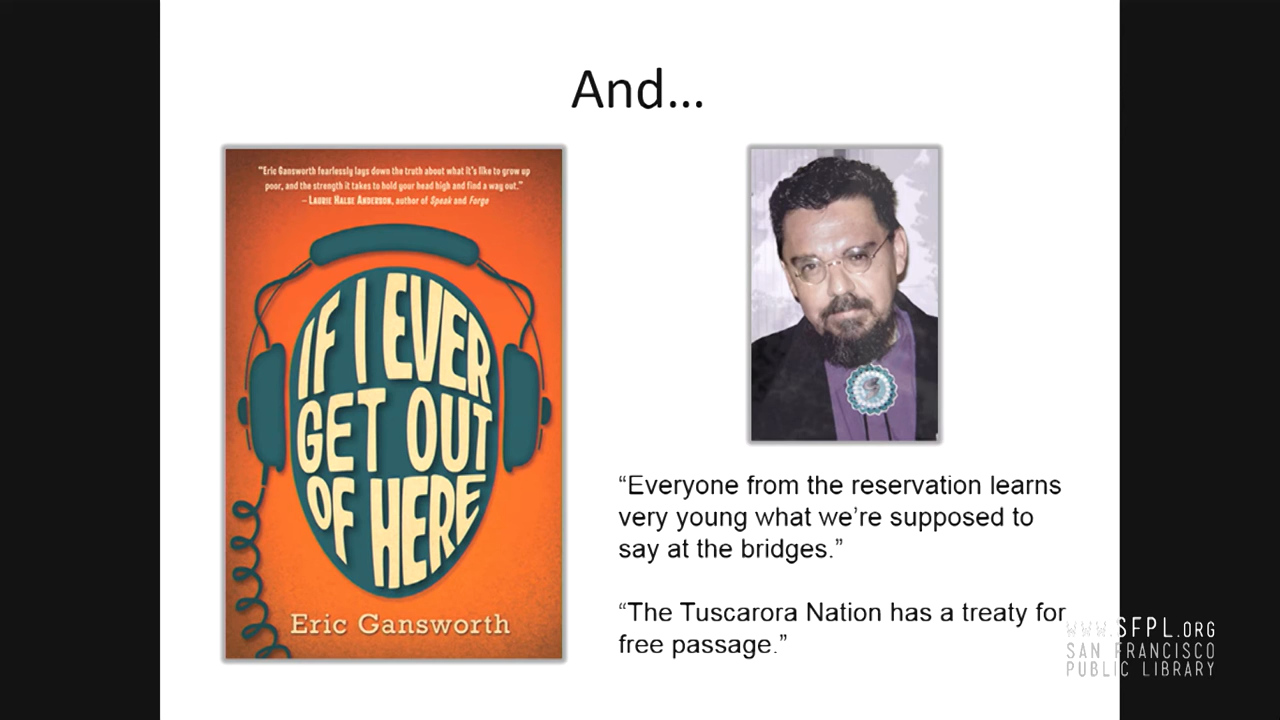 And...
"Eric Gansworth fearlessly lays down the truth about what it's like to grow up
poor, and the strength it takes to hold your head high and find a way out."
– LAURIE HALSE ANDERSON, author of Speak and Forge
IF I EVER
GET OUT
OF HERE
Eric Gansworth
“Everyone from the reservation learns
very young what we’re supposed to
say at the bridges.”
“The Tuscarora Nation has a treaty for
free passage.”
WWW.SFPL.ORG
SAN FRANCISCO
PUBLIC LIBRARY